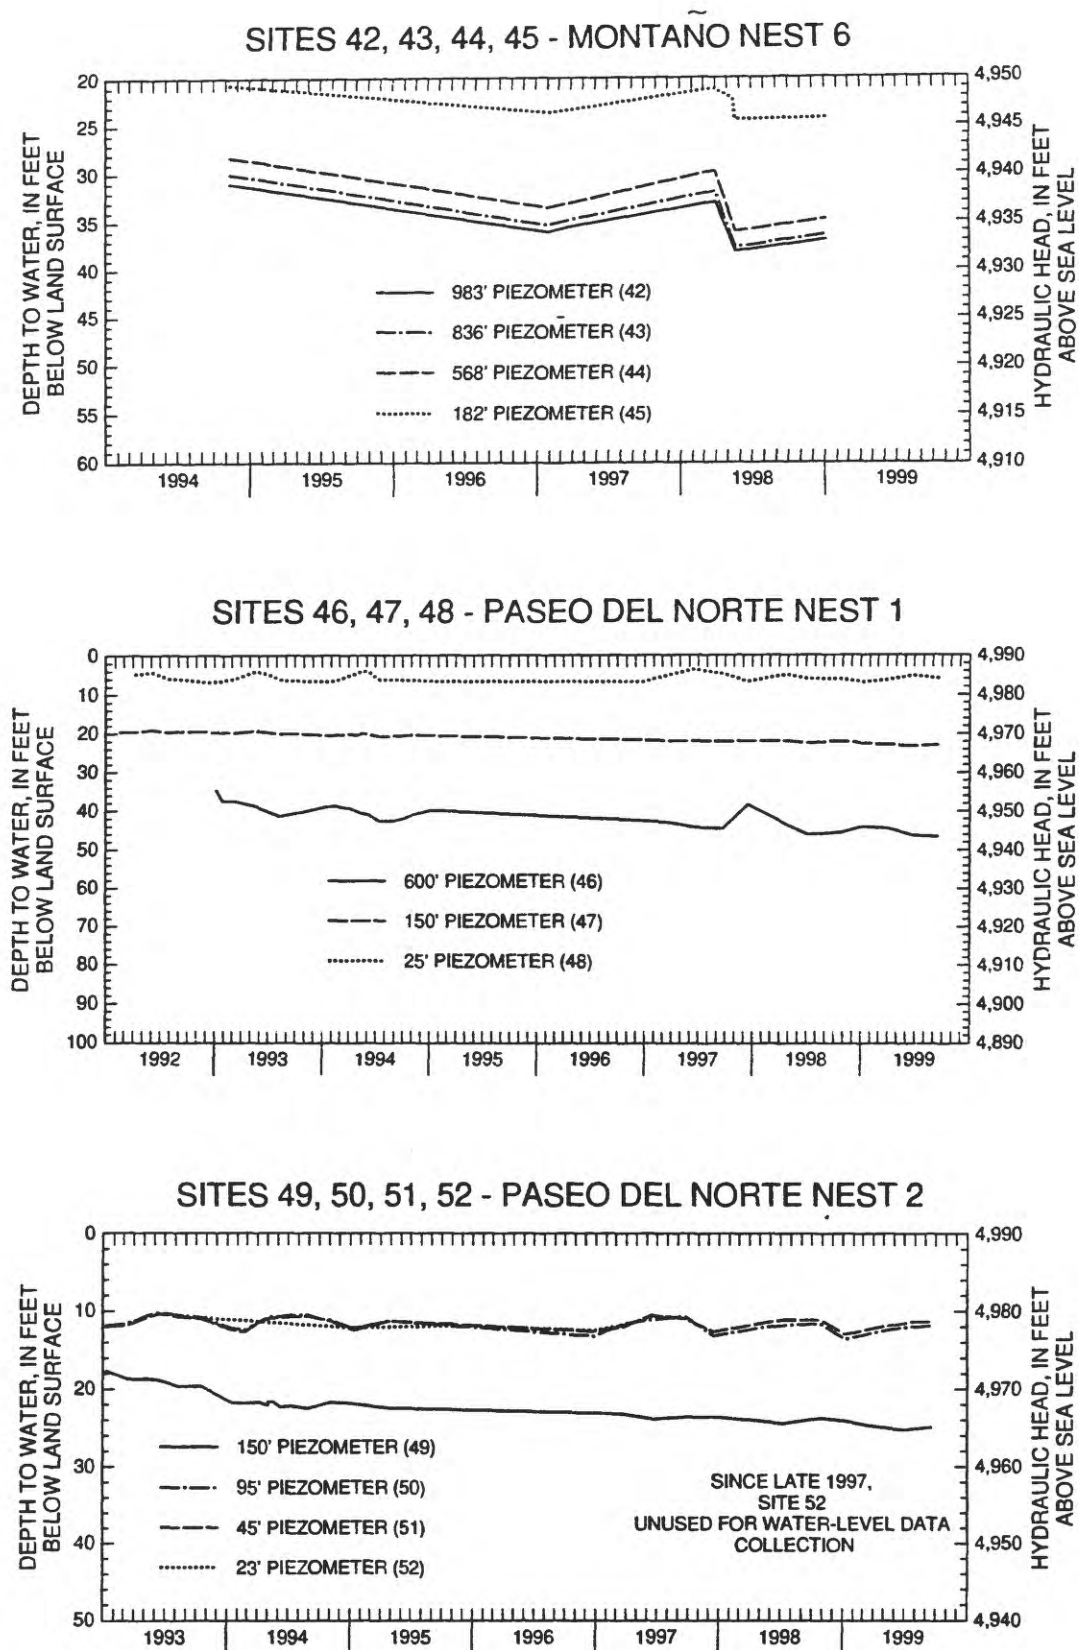 SITES 42, 43, 44, 45 - MONTAÑO NEST 6
DEPTH TO WATER, IN FEET
BELOW LAND SURFACE
20
25
30
35
40
45
50
55
60
983' PIEZOMETER (42)
836' PIEZOMETER (43)
568' PIEZOMETER (44)
182' PIEZOMETER (45)
4,950
4,945
4,940
4,935
4,930
4,925
4,920
4,915
4,910
HYDRAULIC HEAD, IN FEET
ABOVE SEA LEVEL
1994 1995 1996 1997 1998 1999
SITES 46, 47, 48 - PASEO DEL NORTE NEST 1
DEPTH TO WATER, IN FEET
BELOW LAND SURFACE
0
10
20
30
40
50
60
70
80
90
100
600' PIEZOMETER (46)
150' PIEZOMETER (47)
25' PIEZOMETER (48)
4,990
4,980
4,970
4,960
4,950
4,940
4,930
4,920
4,910
4,900
4,890
HYDRAULIC HEAD, IN FEET
ABOVE SEA LEVEL
1992 1993 1994 1995 1996 1997 1998 1999
SITES 49, 50, 51, 52 - PASEO DEL NORTE NEST 2
DEPTH TO WATER, IN FEET
BELOW LAND SURFACE
0
10
20
30
40
50
150' PIEZOMETER (49)
95' PIEZOMETER (50)
45' PIEZOMETER (51)
23' PIEZOMETER (52)
SINCE LATE 1997,
SITE 52
UNUSED FOR WATER-LEVEL DATA
COLLECTION
4,990
4,980
4,970
4,960
4,950
4,940
HYDRAULIC HEAD, IN FEET
ABOVE SEA LEVEL
1993 1994 1995 1996 1997 1998 1999